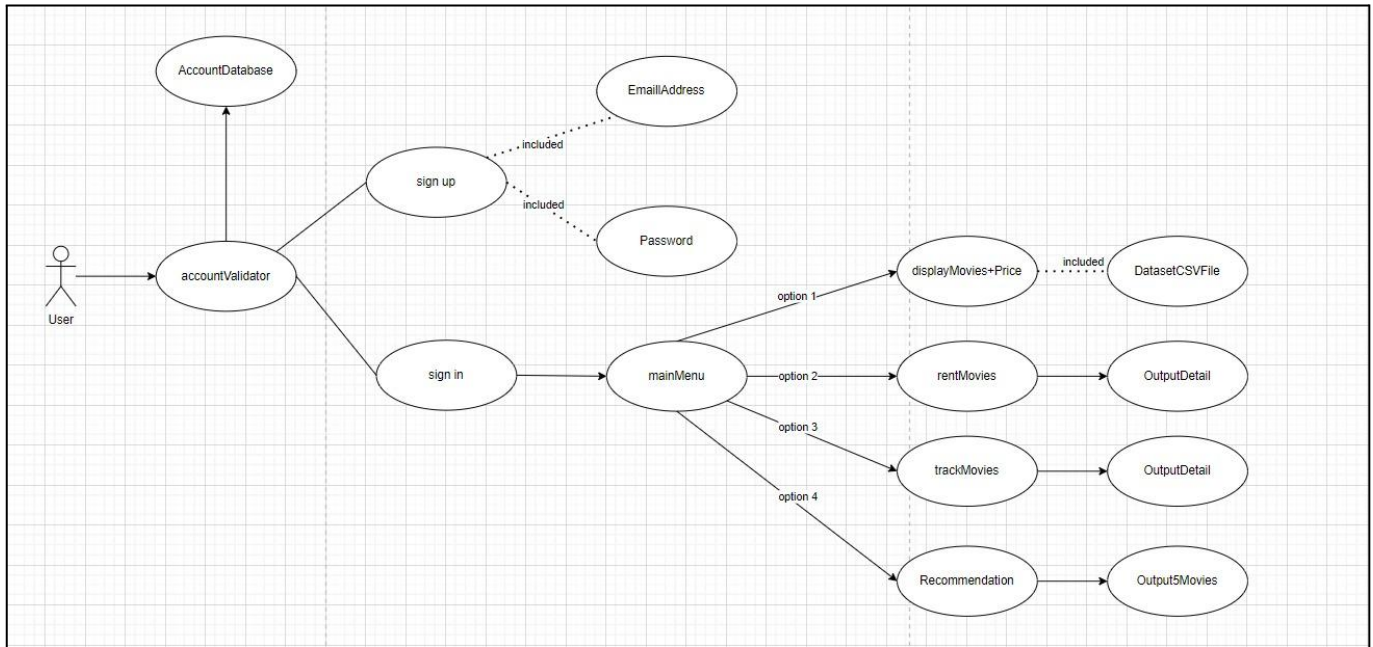 AccountDatabase
EmaillAddress
included
sign up
included
Password
accountValidator
User
displayMovies+Price
included
DatasetCSVFile
option 1
sign in
mainMenu
option 2
rentMovies
OutputDetail
option 3
trackMovies
OutputDetail
option 4
Recommendation
Output5Movies